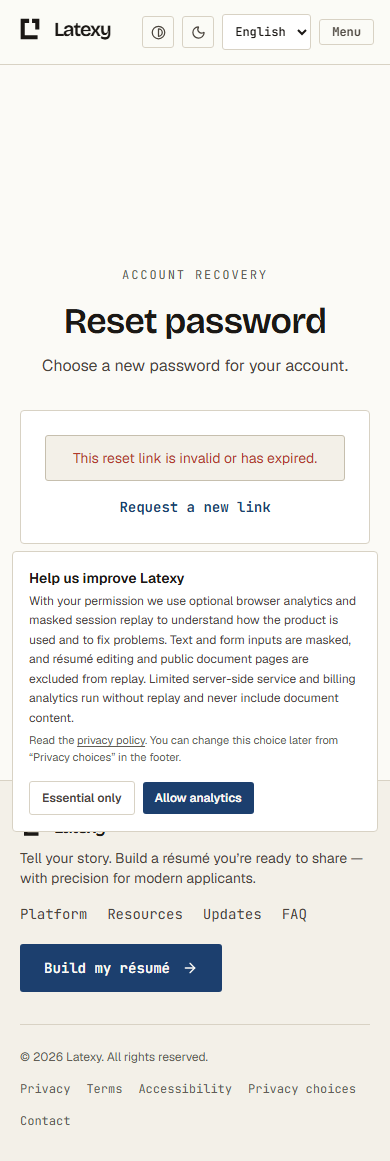 Latexy
English
Menu
ACCOUNT RECOVERY
Reset password
Choose a new password for your account.
This reset link is invalid or has expired.
Request a new link
Help us improve Latexy
With your permission we use optional browser analytics and
masked session replay to understand how the product is
used and to fix problems. Text and form inputs are masked,
and résumé editing and public document pages are
excluded from replay. Limited server-side service and billing
analytics run without replay and never include document
content.
Read the privacy policy. You can change this choice later from
“Privacy choices” in the footer.
Essential only
Allow analytics
Tell your story. Build a résumé you’re ready to share —
with precision for modern applicants.
Platform Resources Updates FAQ
Build my résumé →
© 2026 Latexy. All rights reserved.
Privacy Terms Accessibility Privacy choices
Contact